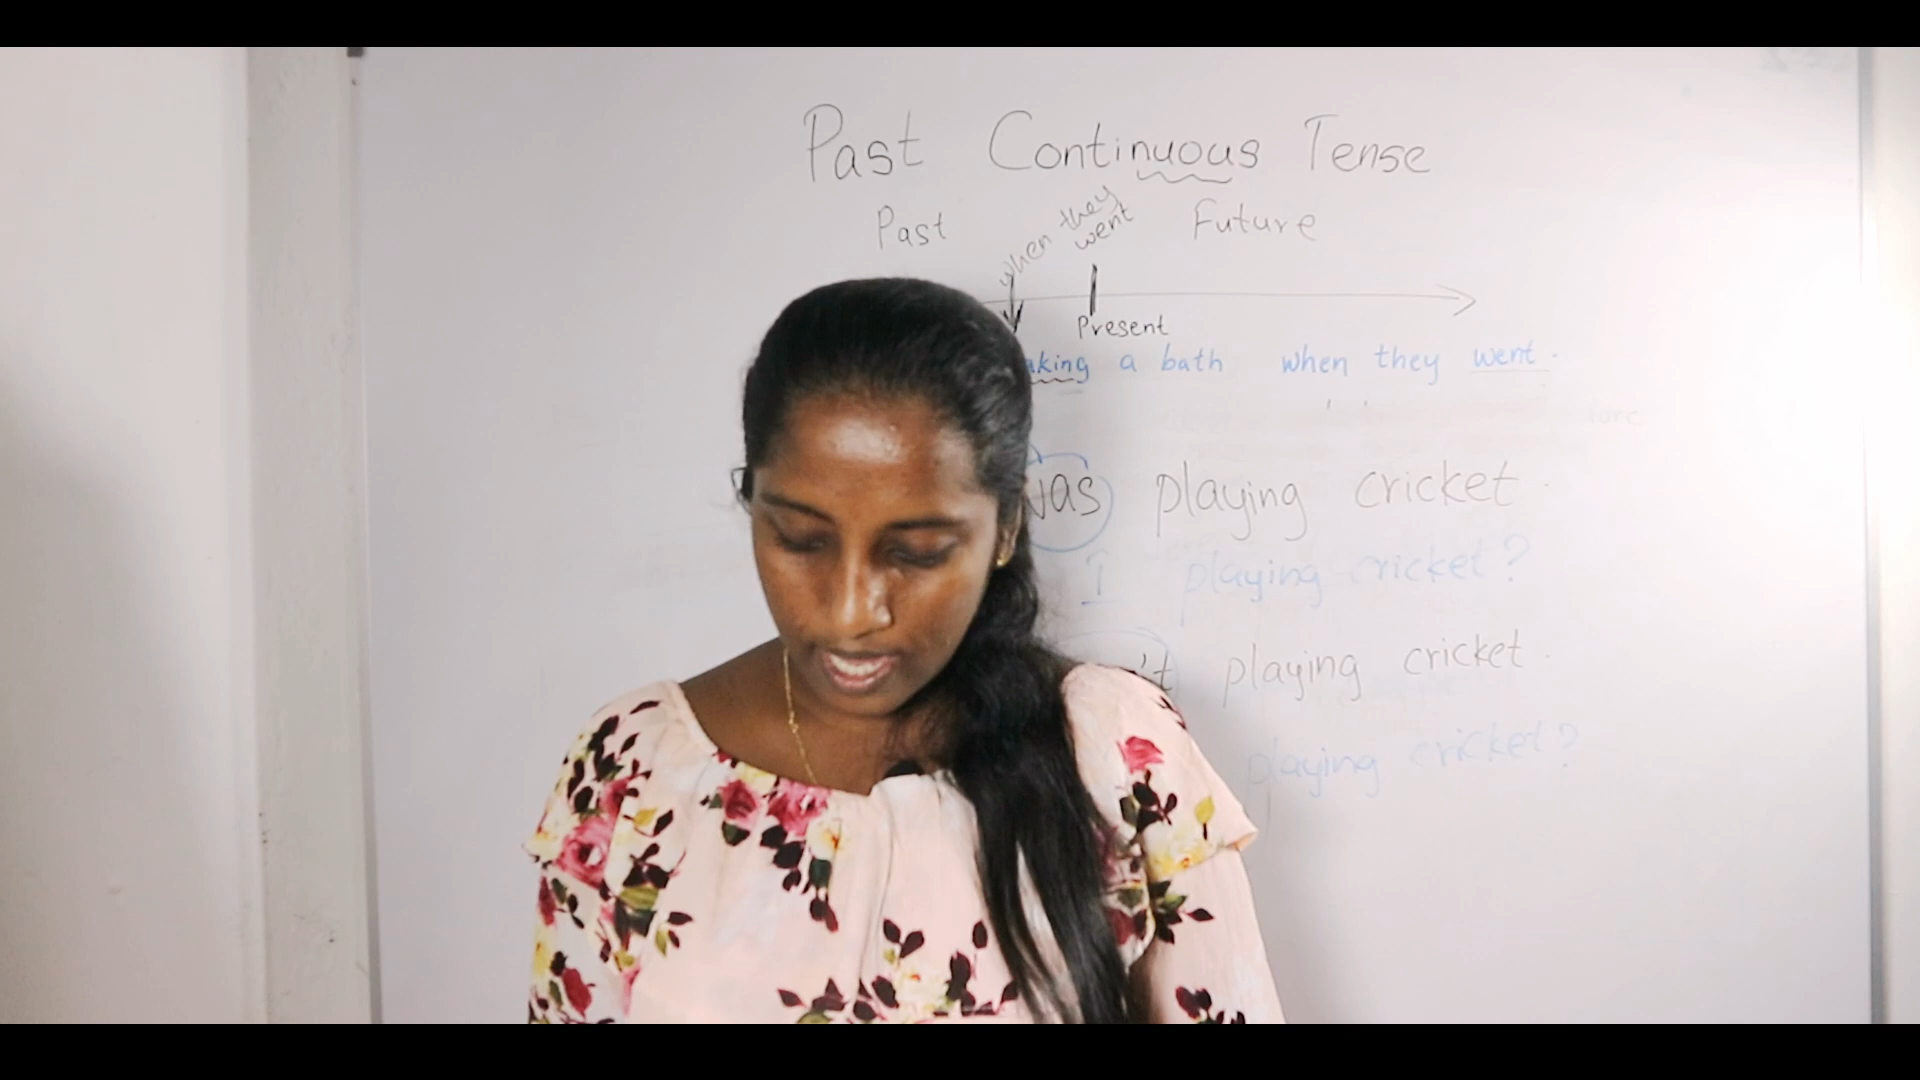 Past Continuous Tense
Past when they went Future
Present
aking a bath when they went.
was playing cricket.
I playing cricket?
't playing cricket.
playing cricket?